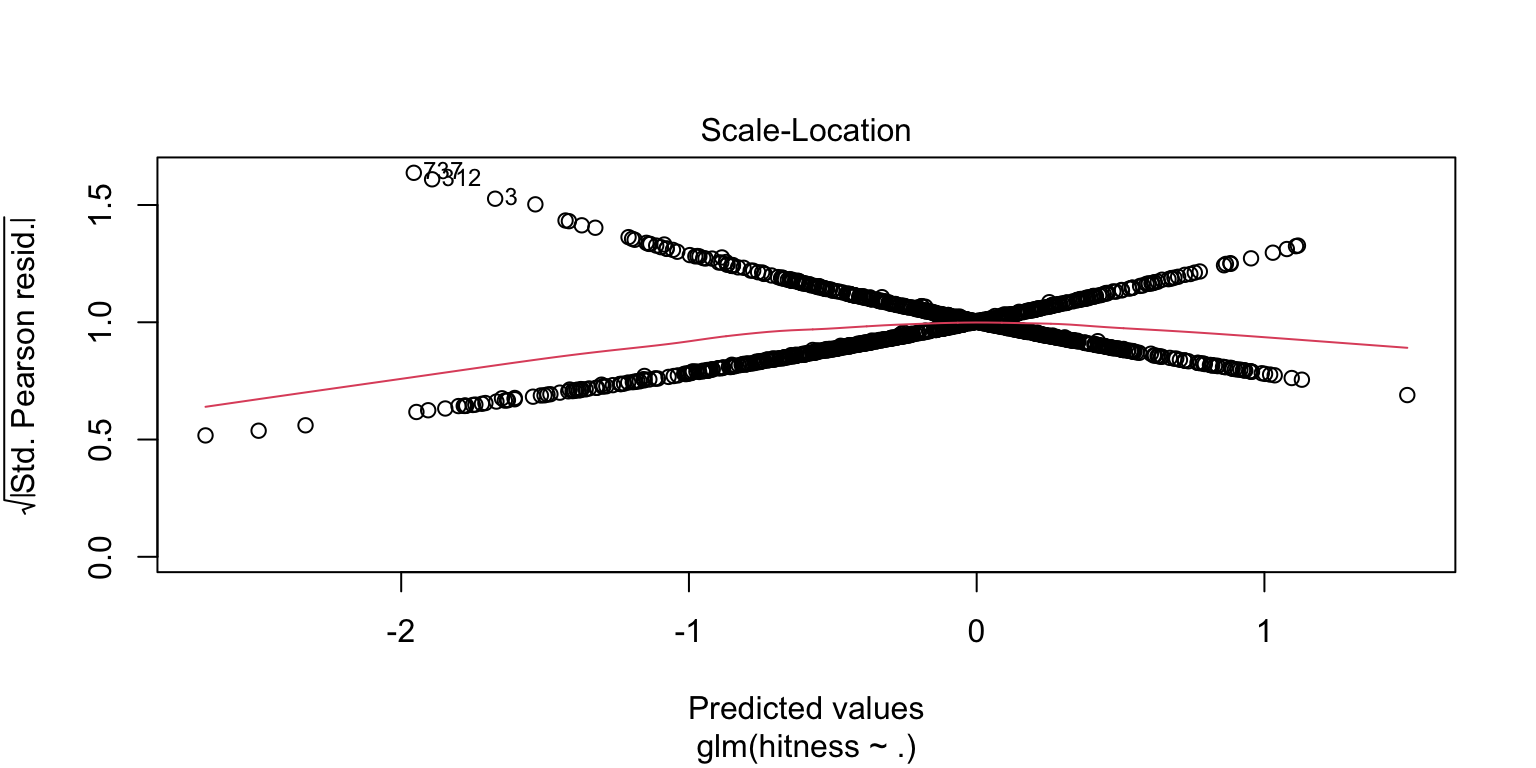 Scale-Location
√|Std. Pearson resid.|
1.5
1.0
0.5
0.0
737
312
3
-2 -1 0 1
Predicted values
glm(hitness ~ .)